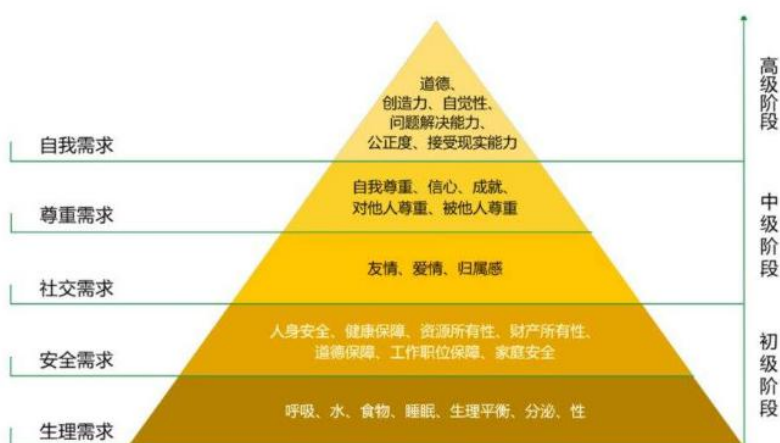 道德、
创造力、自觉性、
问题解决能力、
公正度、接受现实能力
自我需求
高级阶段
自我尊重、信心、成就、
对他人尊重、被他人尊重
尊重需求
友情、爱情、归属感
社交需求
中级阶段
人身安全、健康保障、资源所有性、财产所有性、
道德保障、工作职位保障、家庭安全
安全需求
初级阶段
呼吸、水、食物、睡眠、生理平衡、分泌、性
生理需求